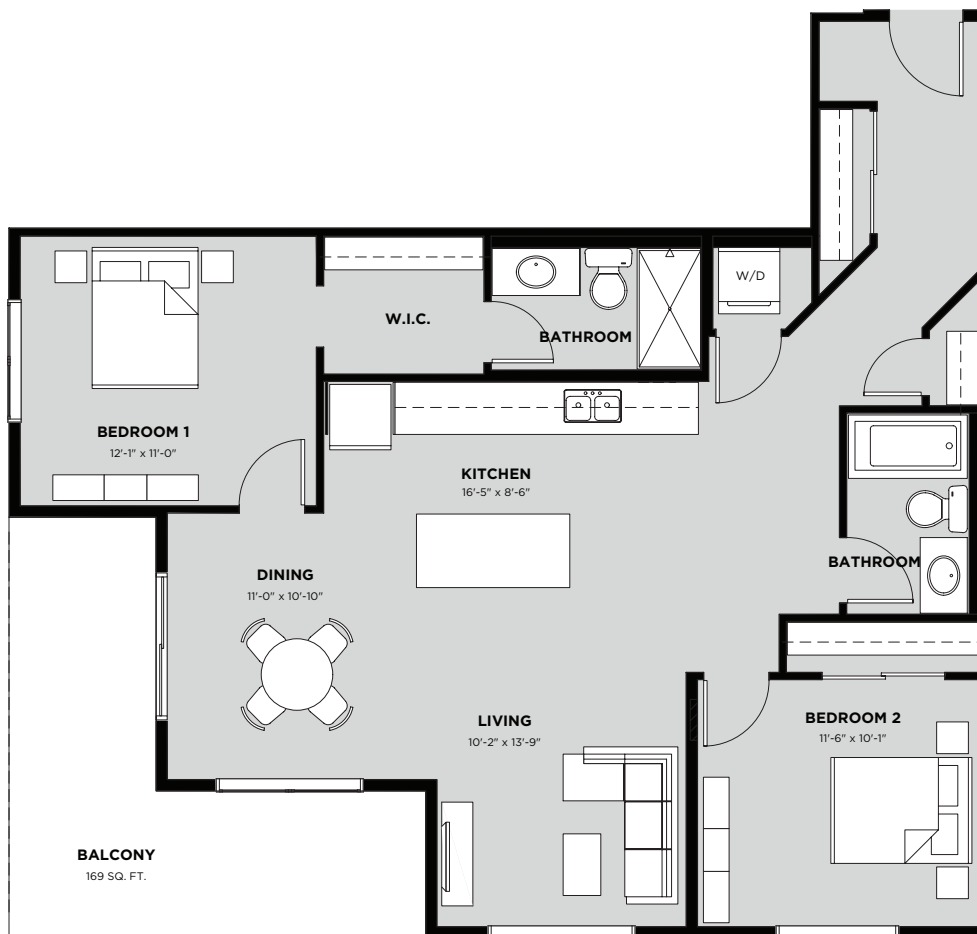 W/D
W.I.C.
BATHROOM
BEDROOM 1
12'-1" x 11'-0"
KITCHEN
16'-5" x 8'-6"
BATHROOM
DINING
11'-0" x 10'-10"
LIVING
10'-2" x 13'-9"
BEDROOM 2
11'-6" x 10'-1"
BALCONY
169 SQ. FT.